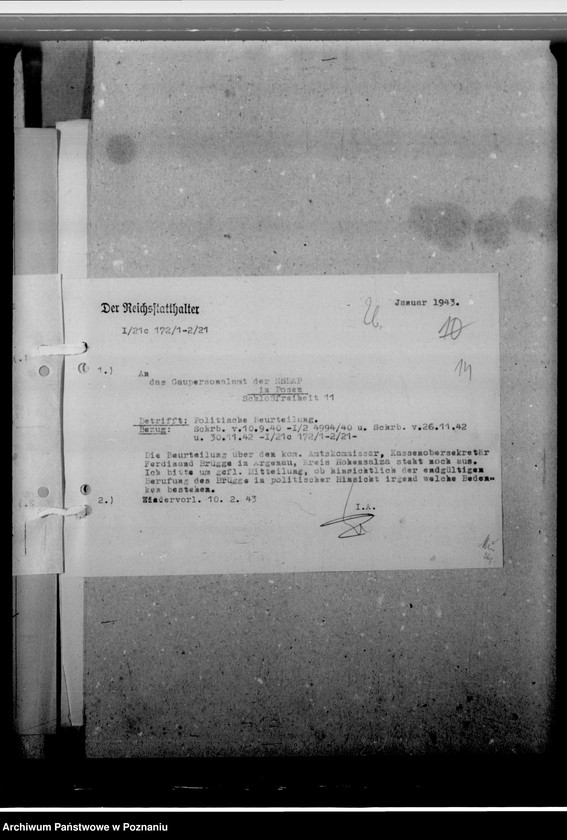 Der Reichsstatthalter
Januar 1943.
26.
I/21c 172/1-2/21
10
14
1.) An
das Gaupersonalamt der NSDAP
in Posen
Schloßfreiheit 11
Betrifft: Politische Beurteilung.
Bezug: Schrb. v.10.9.40 -I/2 4994/40 u. Schrb. v.26.11.42
u. 30.11.42 -I/21c 172/1-2/21-
Die Beurteilung über den kom. Amtskommissar, Kassenobersekretär
Ferdinand Brügge in Argenau, Kreis Hohensalza steht noch aus.
Ich bitte um gefl. Mitteilung, ob hinsichtlich der endgültigen
Berufung des Brügge in politischer Hinsicht irgend welche Beden-
ken bestehen.
2.) Wiedervorl. 10. 2. 43
I.A.
Archiwum Państwowe w Poznaniu